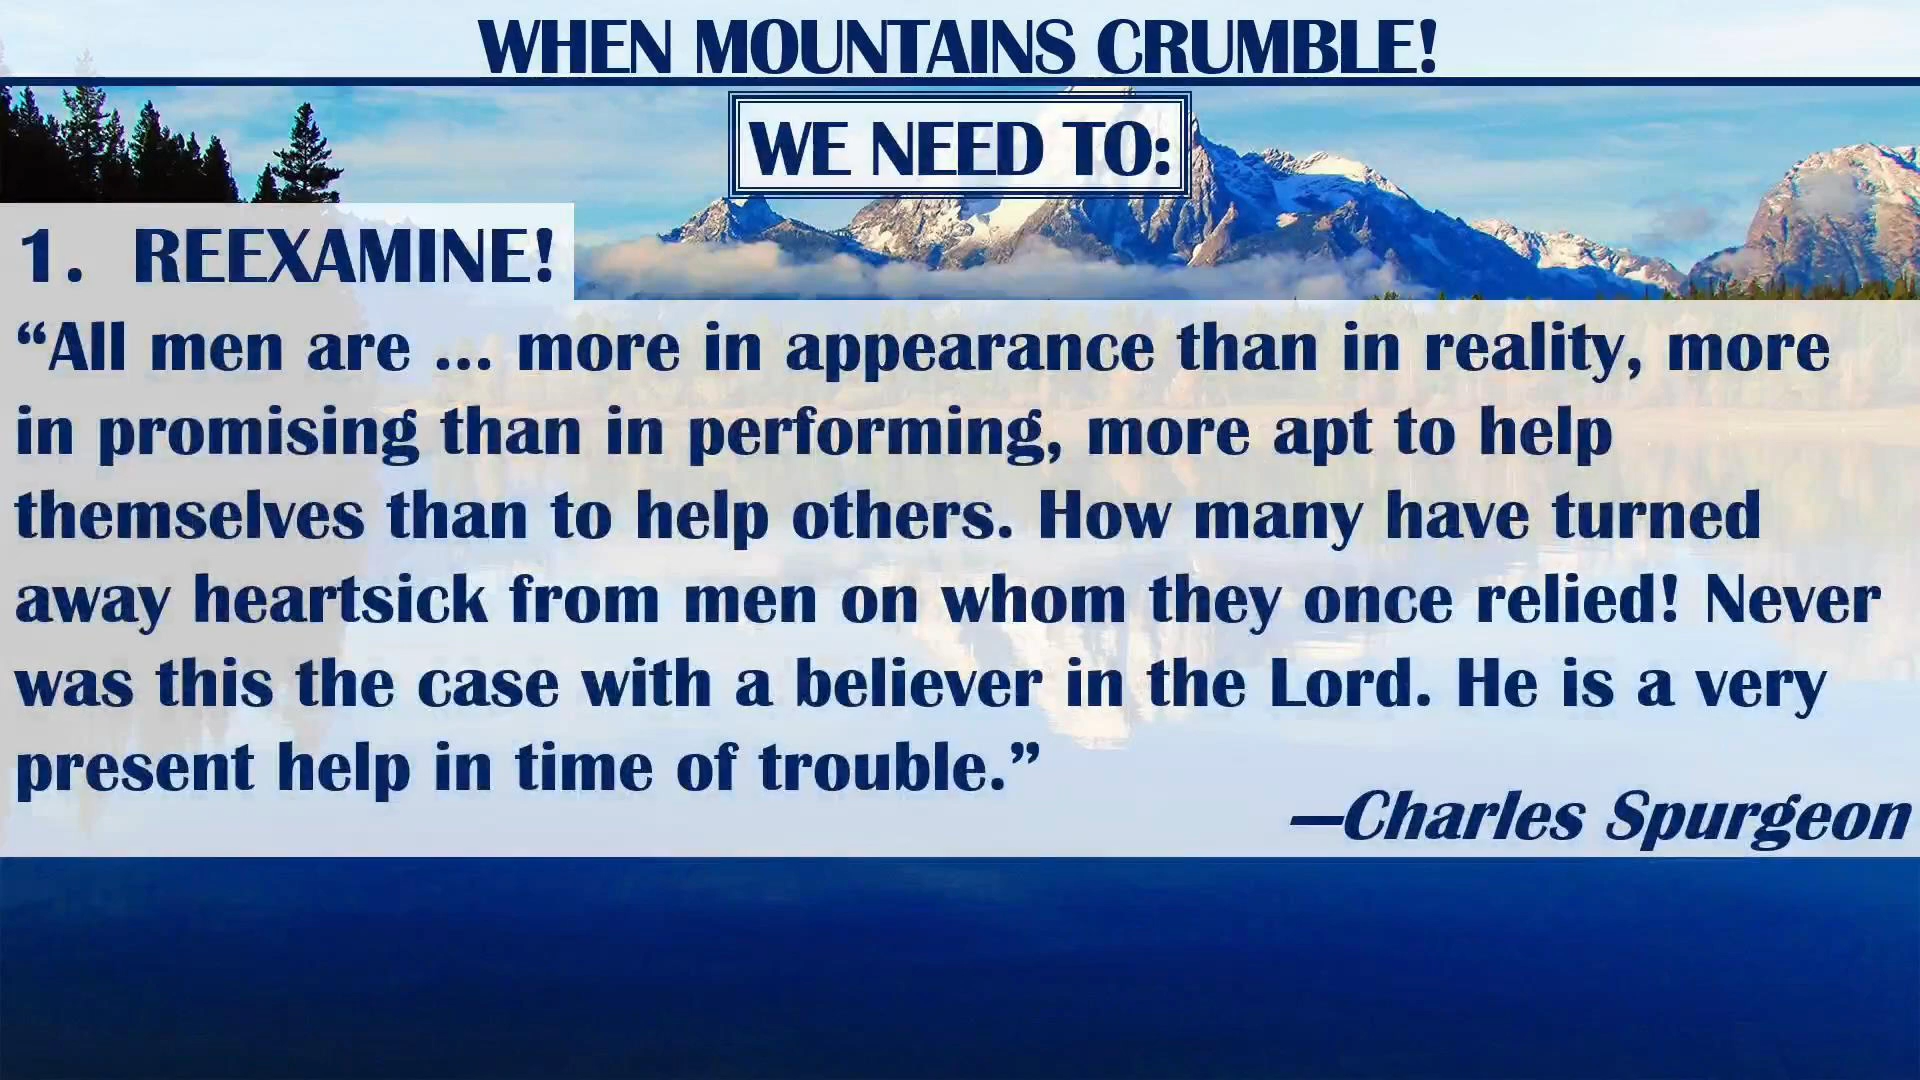 WHEN MOUNTAINS CRUMBLE!
WE NEED TO:
1. REEXAMINE!
“All men are ... more in appearance than in reality, more
in promising than in performing, more apt to help
themselves than to help others. How many have turned
away heartsick from men on whom they once relied! Never
was this the case with a believer in the Lord. He is a very
present help in time of trouble.”
—Charles Spurgeon